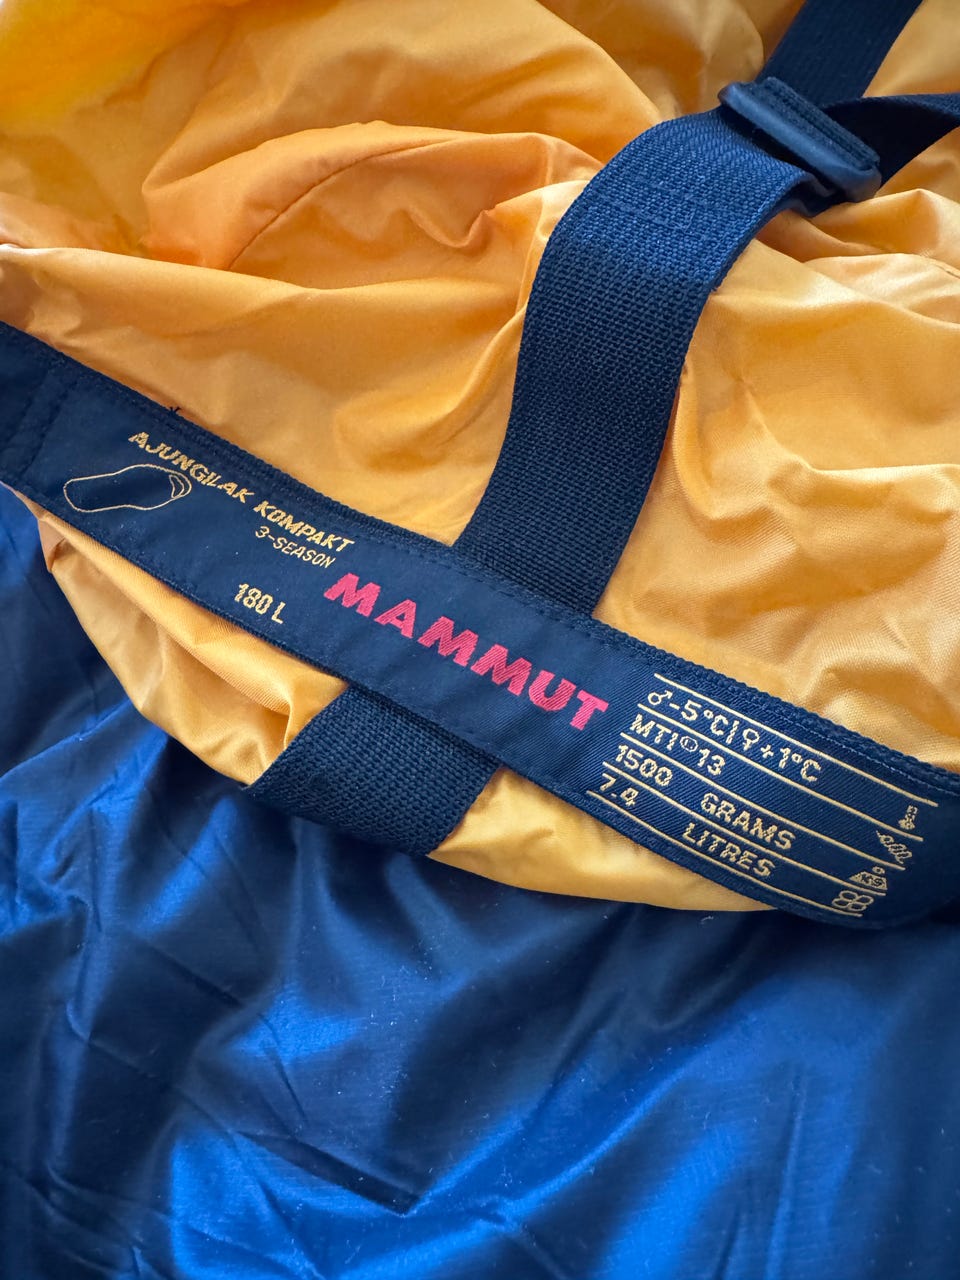 AJUNGILAK KOMPAKT
3-SEASON
180 L
MAMMUT
♂-5°C|♀+1°C
MTI® 13
1500 GRAMS
7.4 LITRES